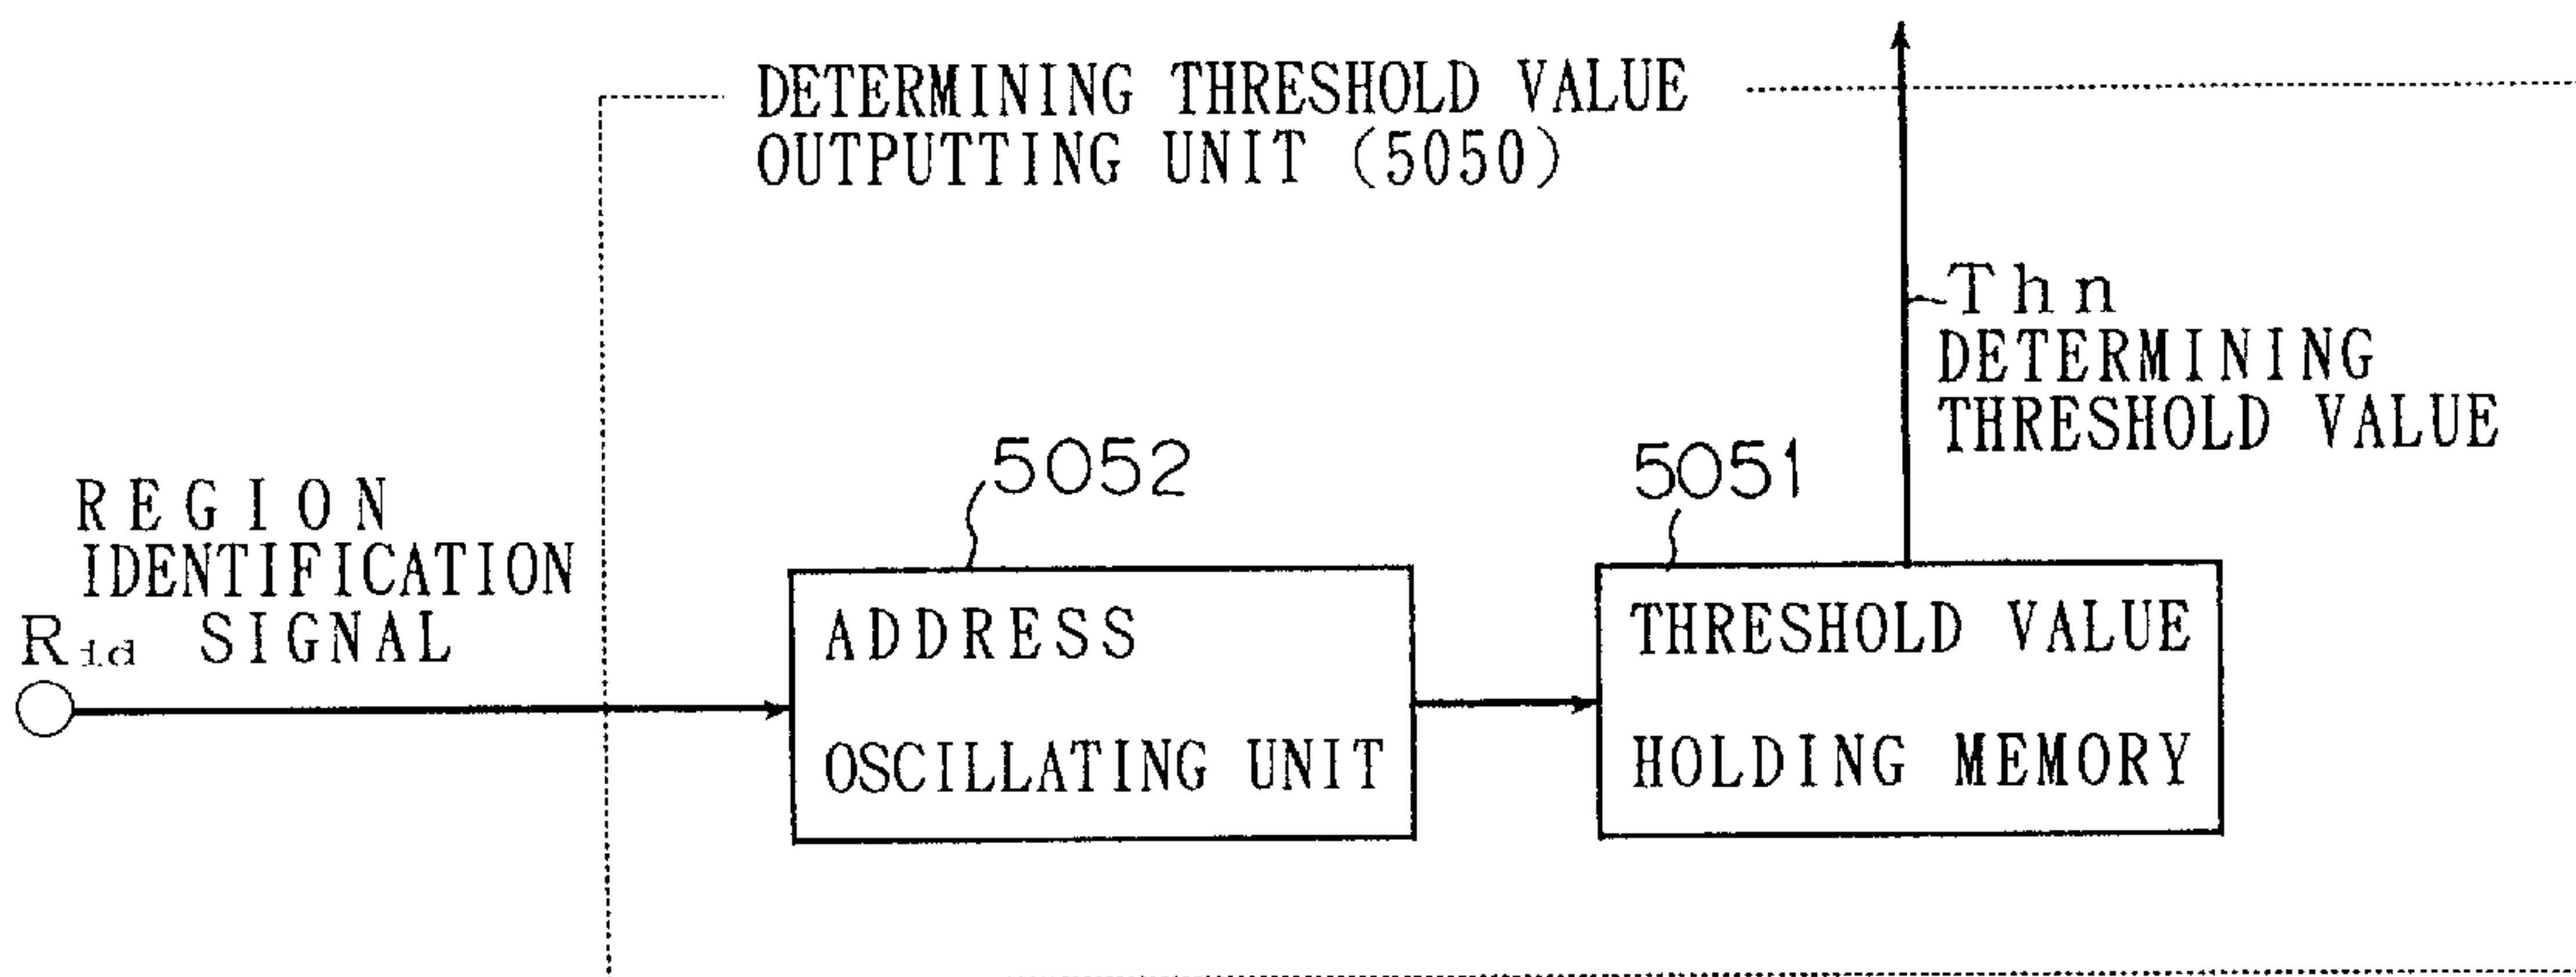 DETERMINING THRESHOLD VALUE
OUTPUTTING UNIT (5050)
Thn
DETERMINING
THRESHOLD VALUE
5052
5051
REGION
IDENTIFICATION
Rid SIGNAL
ADDRESS
OSCILLATING UNIT
THRESHOLD VALUE
HOLDING MEMORY